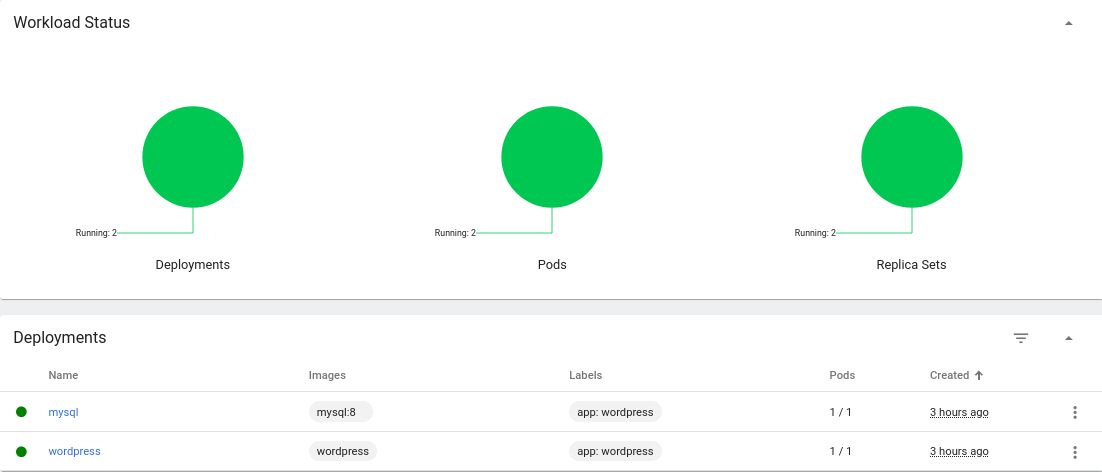 Workload Status
Running: 2 Running: 2 Running: 2
Deployments Pods Replica Sets
Deployments
Name Images Labels Pods Created
mysql mysql:8 app: wordpress 1 / 1 3 hours ago
wordpress wordpress app: wordpress 1 / 1 3 hours ago